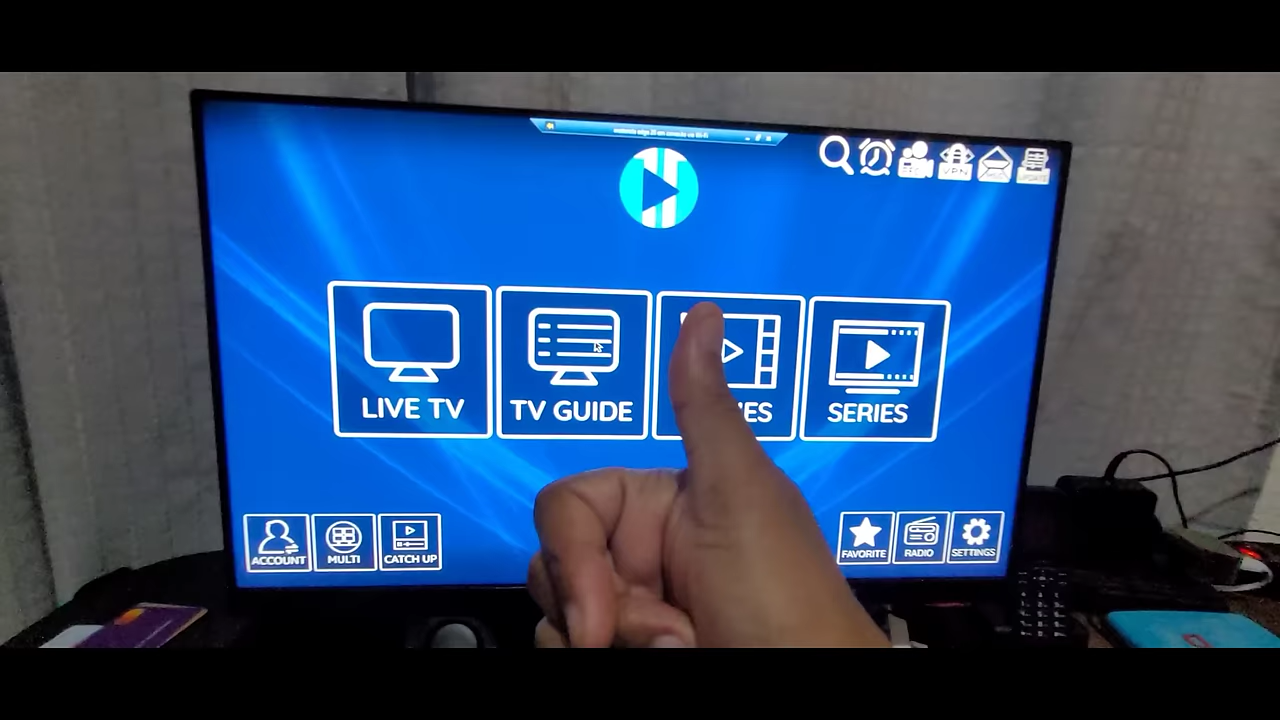 VPN
LIVE TV
TV GUIDE
SERIES
ACCOUNT
MULTI
CATCH UP
FAVORITE
RADIO
SETTINGS